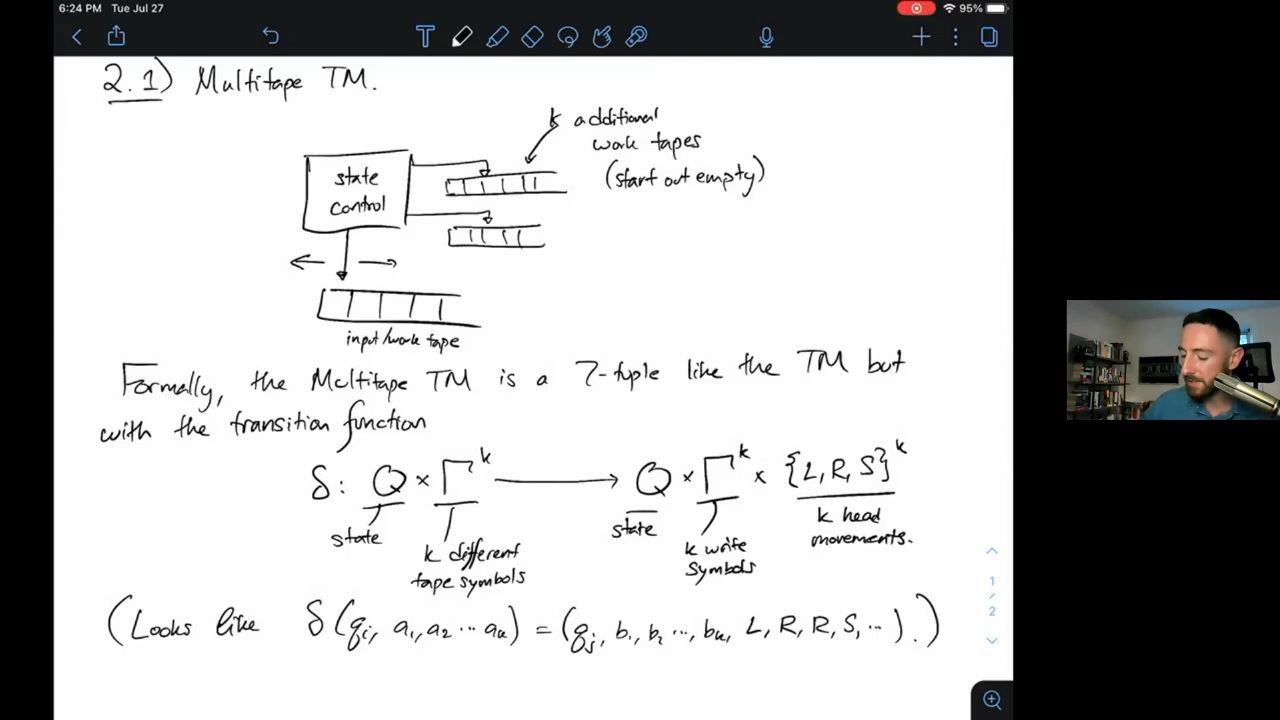 6:24 PM Tue Jul 27
95%
2.1) Multitape TM.
k additional
work tapes
(start out empty)
state
control
input/work tape
Formally, the Multitape TM is a 7-tuple like the TM but
with the transition function
δ: Q × Γ^k → Q × Γ^k × {L, R, S}^k
state
k different
tape symbols
state
k write
symbols
k head
movements.
(Looks like δ(q_i, a_1, a_2 ... a_k) = (q_j, b_1, b_2 ..., b_k, L, R, R, S, ...).)
1
/
2